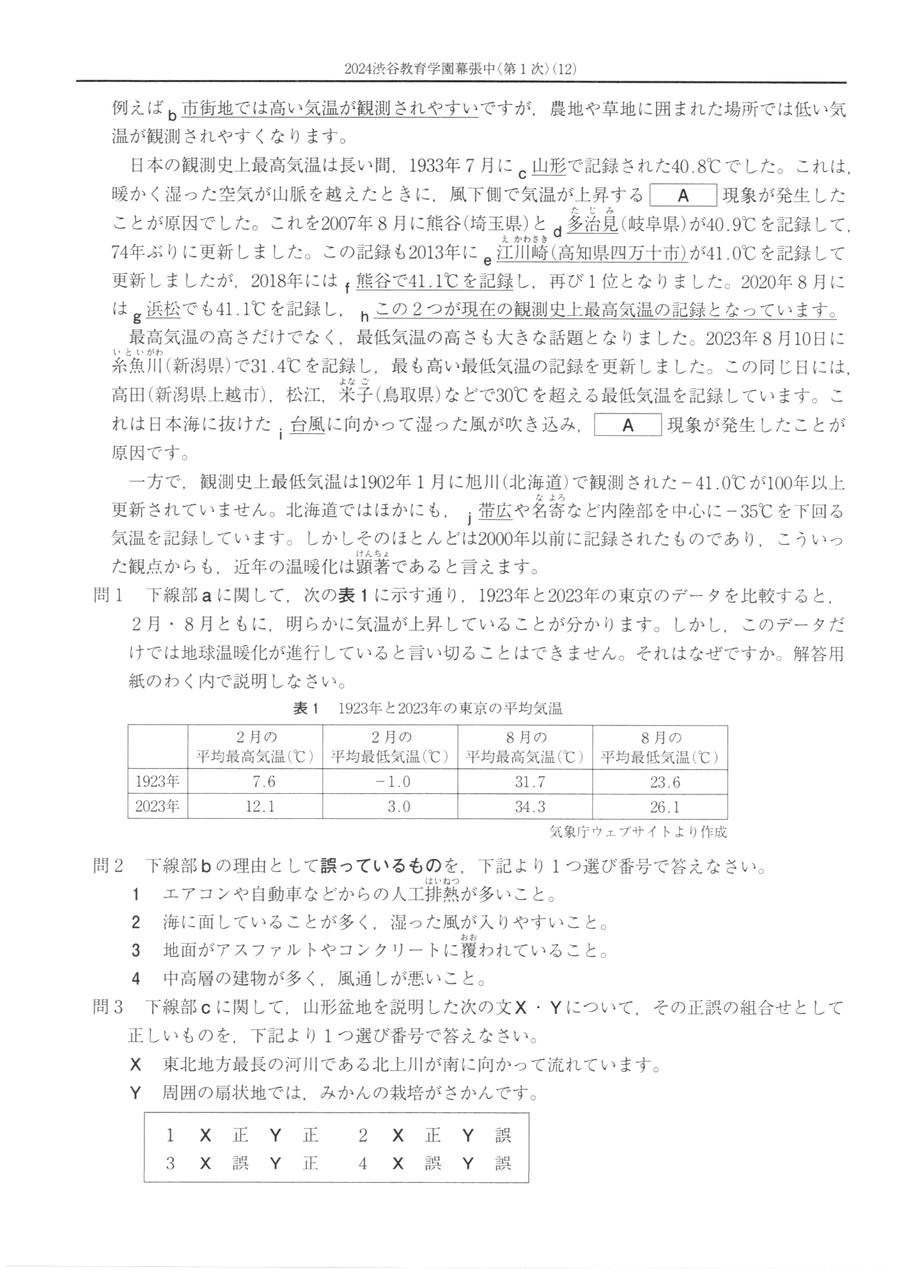 2024渋谷教育学園幕張中〈第1次〉(12)
例えば b 市街地では高い気温が観測されやすいですが，農地や草地に囲まれた場所では低い気
温が観測されやすくなります。
日本の観測史上最高気温は長い間，1933年7月に c 山形で記録された40.8℃でした。これは，
暖かく湿った空気が山脈を越えたときに，風下側で気温が上昇する A 現象が発生した
たじみ
ことが原因でした。これを2007年8月に熊谷(埼玉県)と d 多治見(岐阜県)が40.9℃を記録して，
えかわさき
74年ぶりに更新しました。この記録も2013年に e 江川崎(高知県四万十市)が41.0℃を記録して
更新しましたが，2018年には f 熊谷で41.1℃を記録し，再び1位となりました。2020年8月に
は g 浜松でも41.1℃を記録し， h この2つが現在の観測史上最高気温の記録となっています。
最高気温の高さだけでなく，最低気温の高さも大きな話題となりました。2023年8月10日に
いといがわ
糸魚川(新潟県)で31.4℃を記録し，最も高い最低気温の記録を更新しました。この同じ日には，
よなご
高田(新潟県上越市)，松江，米子(鳥取県)などで30℃を超える最低気温を記録しています。こ
れは日本海に抜けた i 台風に向かって湿った風が吹き込み， A 現象が発生したことが
原因です。
一方で，観測史上最低気温は1902年1月に旭川(北海道)で観測された－41.0℃が100年以上
なよろ
更新されていません。北海道ではほかにも， j 帯広や名寄など内陸部を中心に－35℃を下回る
気温を記録しています。しかしそのほとんどは2000年以前に記録されたものであり，こういっ
けんちょ
た観点からも，近年の温暖化は顕著であると言えます。
問1 下線部aに関して，次の表1に示す通り，1923年と2023年の東京のデータを比較すると，
2月・8月ともに，明らかに気温が上昇していることが分かります。しかし，このデータだ
けでは地球温暖化が進行していると言い切ることはできません。それはなぜですか。解答用
紙のわく内で説明しなさい。
表1 1923年と2023年の東京の平均気温
2月の 2月の 8月の 8月の
平均最高気温(℃) 平均最低気温(℃) 平均最高気温(℃) 平均最低気温(℃)
1923年 7.6 －1.0 31.7 23.6
2023年 12.1 3.0 34.3 26.1
気象庁ウェブサイトより作成
問2 下線部bの理由として誤っているものを，下記より1つ選び番号で答えなさい。
はいねつ
1 エアコンや自動車などからの人工排熱が多いこと。
2 海に面していることが多く，湿った風が入りやすいこと。
おお
3 地面がアスファルトやコンクリートに覆われていること。
4 中高層の建物が多く，風通しが悪いこと。
問3 下線部cに関して，山形盆地を説明した次の文X・Yについて，その正誤の組合せとして
正しいものを，下記より1つ選び番号で答えなさい。
X 東北地方最長の河川である北上川が南に向かって流れています。
Y 周囲の扇状地では，みかんの栽培がさかんです。
1 X 正 Y 正 2 X 正 Y 誤
3 X 誤 Y 正 4 X 誤 Y 誤